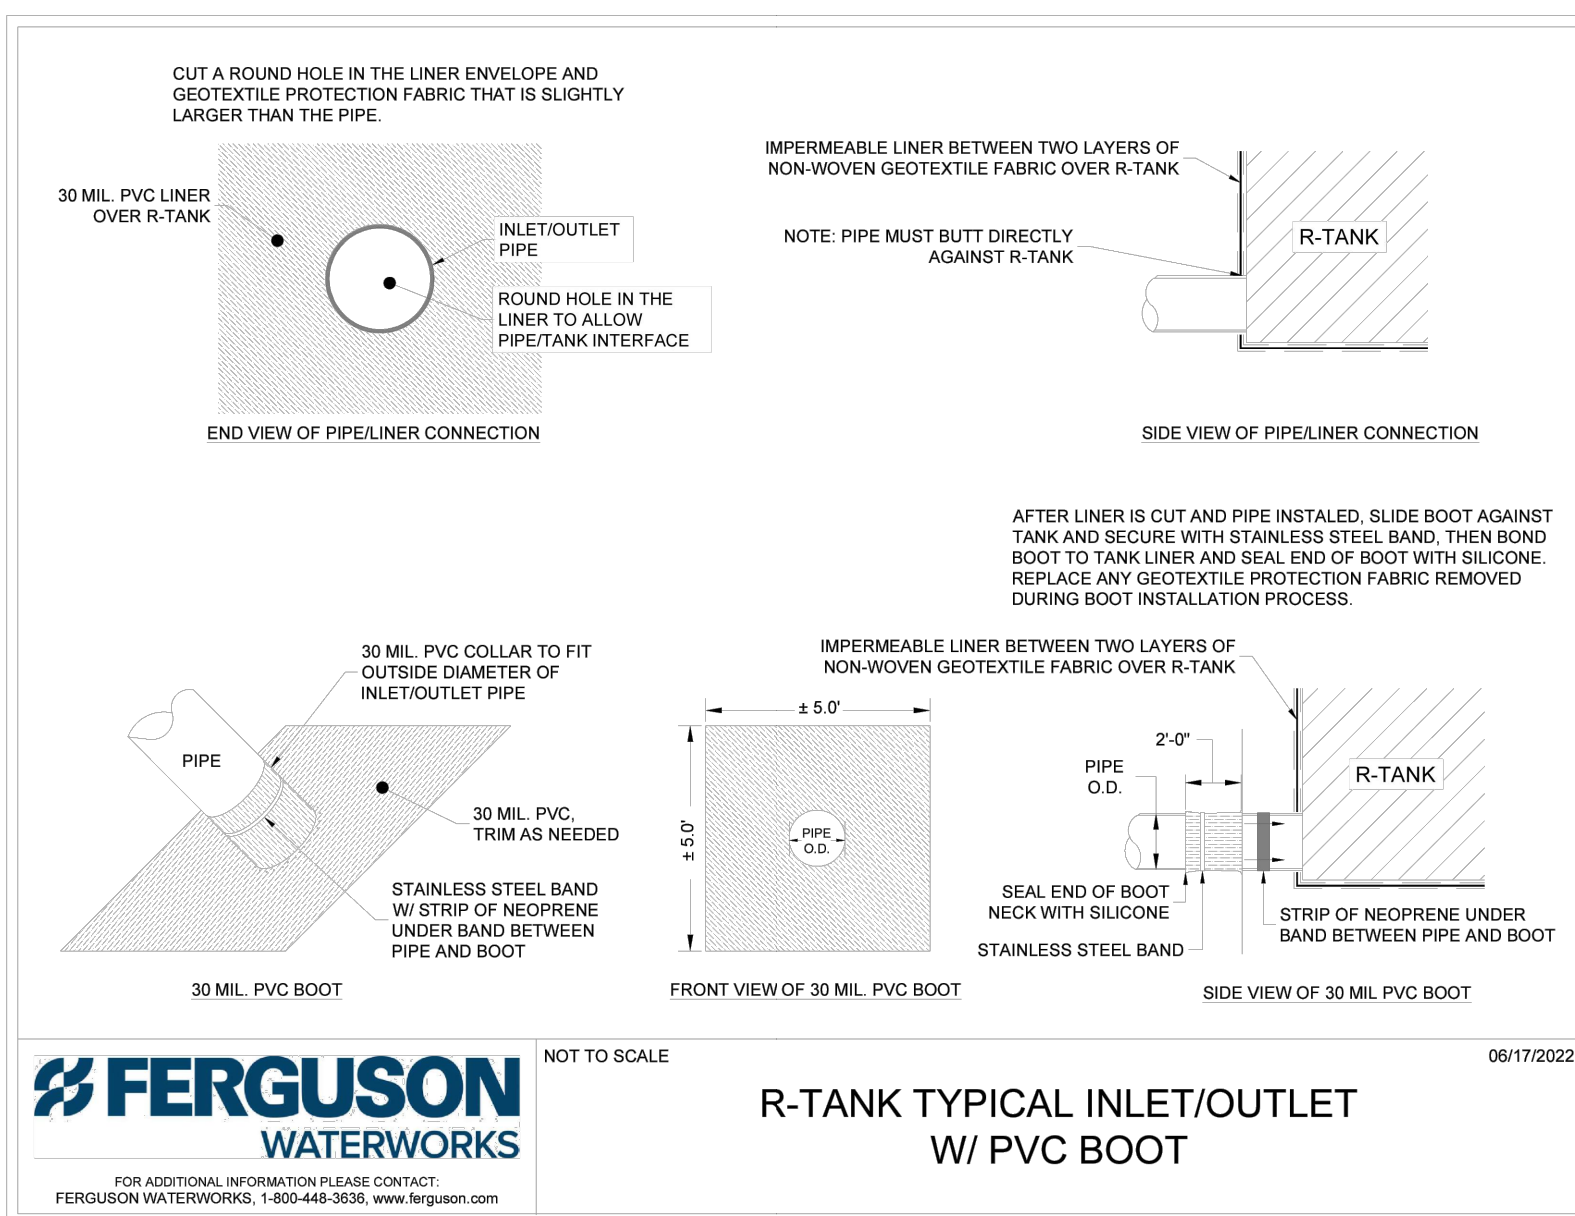 CUT A ROUND HOLE IN THE LINER ENVELOPE AND
GEOTEXTILE PROTECTION FABRIC THAT IS SLIGHTLY
LARGER THAN THE PIPE.
30 MIL. PVC LINER
OVER R-TANK
INLET/OUTLET
PIPE
ROUND HOLE IN THE
LINER TO ALLOW
PIPE/TANK INTERFACE
END VIEW OF PIPE/LINER CONNECTION
IMPERMEABLE LINER BETWEEN TWO LAYERS OF
NON-WOVEN GEOTEXTILE FABRIC OVER R-TANK
NOTE: PIPE MUST BUTT DIRECTLY
AGAINST R-TANK
R-TANK
SIDE VIEW OF PIPE/LINER CONNECTION
AFTER LINER IS CUT AND PIPE INSTALED, SLIDE BOOT AGAINST
TANK AND SECURE WITH STAINLESS STEEL BAND, THEN BOND
BOOT TO TANK LINER AND SEAL END OF BOOT WITH SILICONE.
REPLACE ANY GEOTEXTILE PROTECTION FABRIC REMOVED
DURING BOOT INSTALLATION PROCESS.
30 MIL. PVC COLLAR TO FIT
OUTSIDE DIAMETER OF
INLET/OUTLET PIPE
PIPE
30 MIL. PVC,
TRIM AS NEEDED
STAINLESS STEEL BAND
W/ STRIP OF NEOPRENE
UNDER BAND BETWEEN
PIPE AND BOOT
30 MIL. PVC BOOT
± 5.0'
± 5.0'
PIPE
O.D.
FRONT VIEW OF 30 MIL. PVC BOOT
IMPERMEABLE LINER BETWEEN TWO LAYERS OF
NON-WOVEN GEOTEXTILE FABRIC OVER R-TANK
2'-0"
PIPE
O.D.
R-TANK
SEAL END OF BOOT
NECK WITH SILICONE
STAINLESS STEEL BAND
STRIP OF NEOPRENE UNDER
BAND BETWEEN PIPE AND BOOT
SIDE VIEW OF 30 MIL PVC BOOT
FERGUSON
WATERWORKS
FOR ADDITIONAL INFORMATION PLEASE CONTACT:
FERGUSON WATERWORKS, 1-800-448-3636, www.ferguson.com
NOT TO SCALE
06/17/2022
R-TANK TYPICAL INLET/OUTLET
W/ PVC BOOT